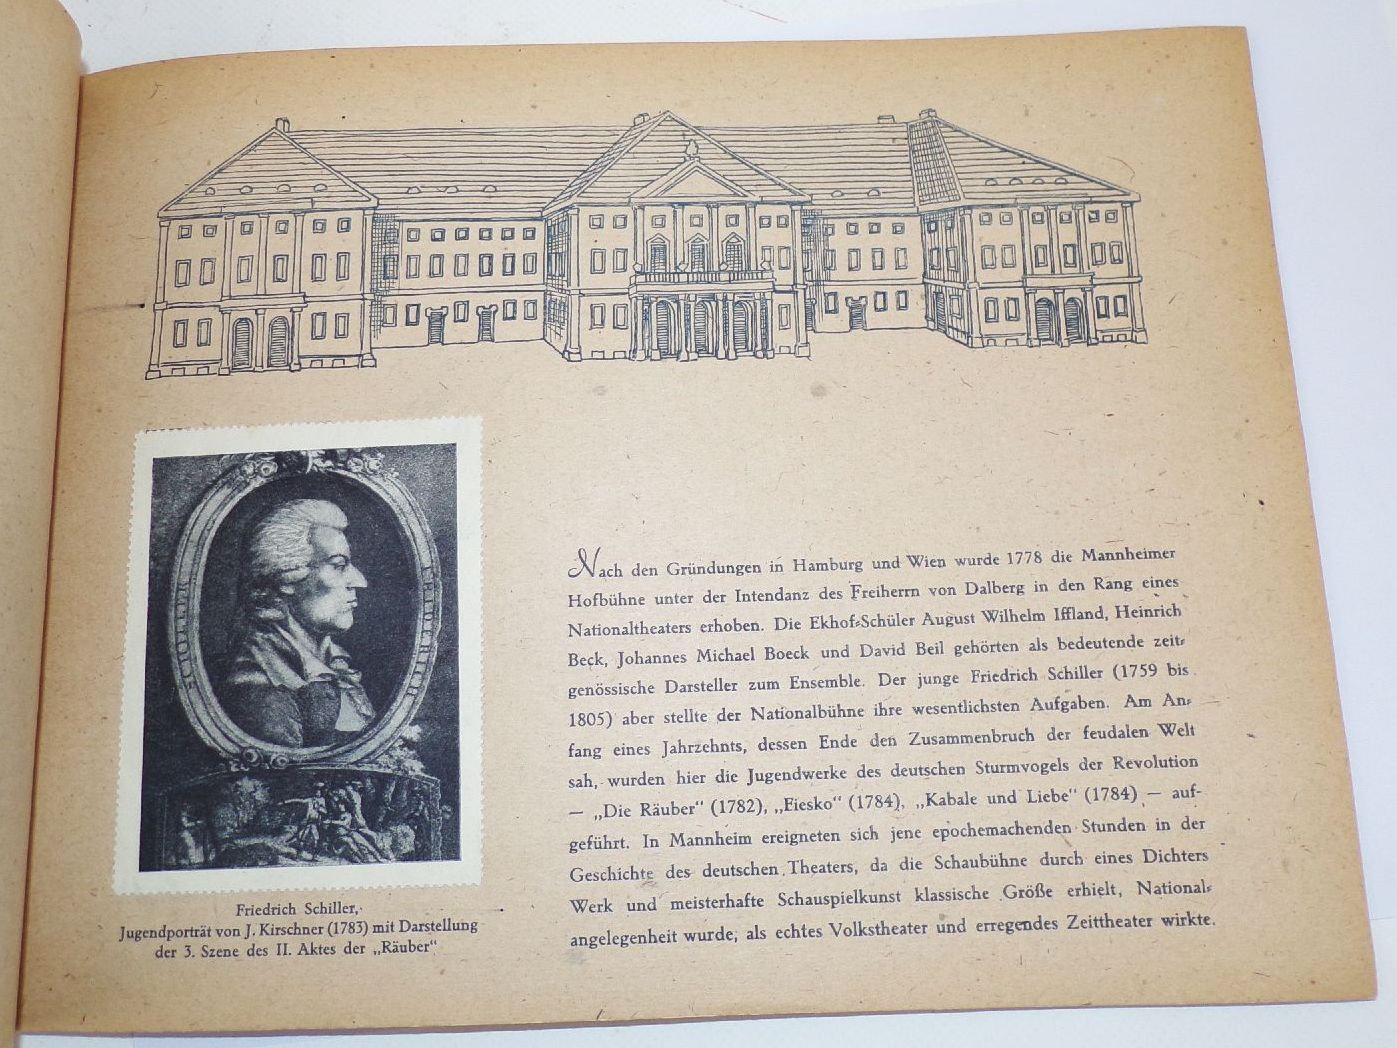 SCHILLER
FRIDERICH
Friedrich Schiller,
Jugendporträt von J. Kirschner (1783) mit Darstellung
der 3. Szene des II. Aktes der „Räuber“
Nach den Gründungen in Hamburg und Wien wurde 1778 die Mannheimer
Hofbühne unter der Intendanz des Freiherrn von Dalberg in den Rang eines
Nationaltheaters erhoben. Die Ekhof-Schüler August Wilhelm Iffland, Heinrich
Beck, Johannes Michael Boeck und David Beil gehörten als bedeutende zeit-
genössische Darsteller zum Ensemble. Der junge Friedrich Schiller (1759 bis
1805) aber stellte der Nationalbühne ihre wesentlichsten Aufgaben. Am An-
fang eines Jahrzehnts, dessen Ende den Zusammenbruch der feudalen Welt
sah, wurden hier die Jugendwerke des deutschen Sturmvogels der Revolution
— „Die Räuber“ (1782), „Fiesko“ (1784), „Kabale und Liebe“ (1784) — auf-
geführt. In Mannheim ereigneten sich jene epochemachenden Stunden in der
Geschichte des deutschen Theaters, da die Schaubühne durch eines Dichters
Werk und meisterhafte Schauspielkunst klassische Größe erhielt, National-
angelegenheit wurde, als echtes Volkstheater und erregendes Zeittheater wirkte.